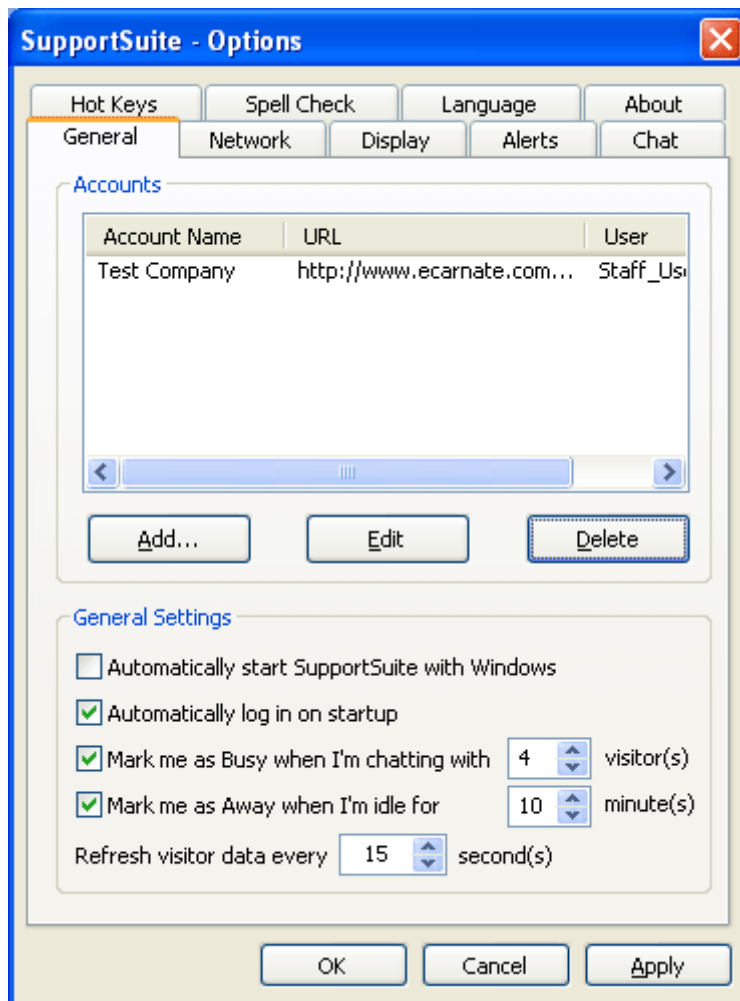 SupportSuite - Options
Hot Keys Spell Check Language About
General Network Display Alerts Chat
Accounts
Account Name URL User
Test Company http://www.ecarnate.com... Staff_Us
Add... Edit Delete
General Settings
Automatically start SupportSuite with Windows
Automatically log in on startup
Mark me as Busy when I'm chatting with 4 visitor(s)
Mark me as Away when I'm idle for 10 minute(s)
Refresh visitor data every 15 second(s)
OK Cancel Apply